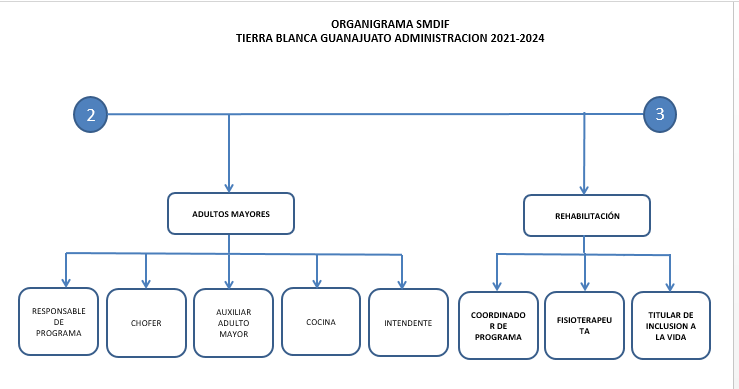 ORGANIGRAMA SMDIF
TIERRA BLANCA GUANAJUATO ADMINISTRACION 2021-2024
2
3
ADULTOS MAYORES
REHABILITACIÓN
RESPONSABLE
DE
PROGRAMA
CHOFER
AUXILIAR
ADULTO
MAYOR
COCINA
INTENDENTE
COORDINADO
R DE
PROGRAMA
FISIOTERAPEU
TA
TITULAR DE
INCLUSION A
LA VIDA